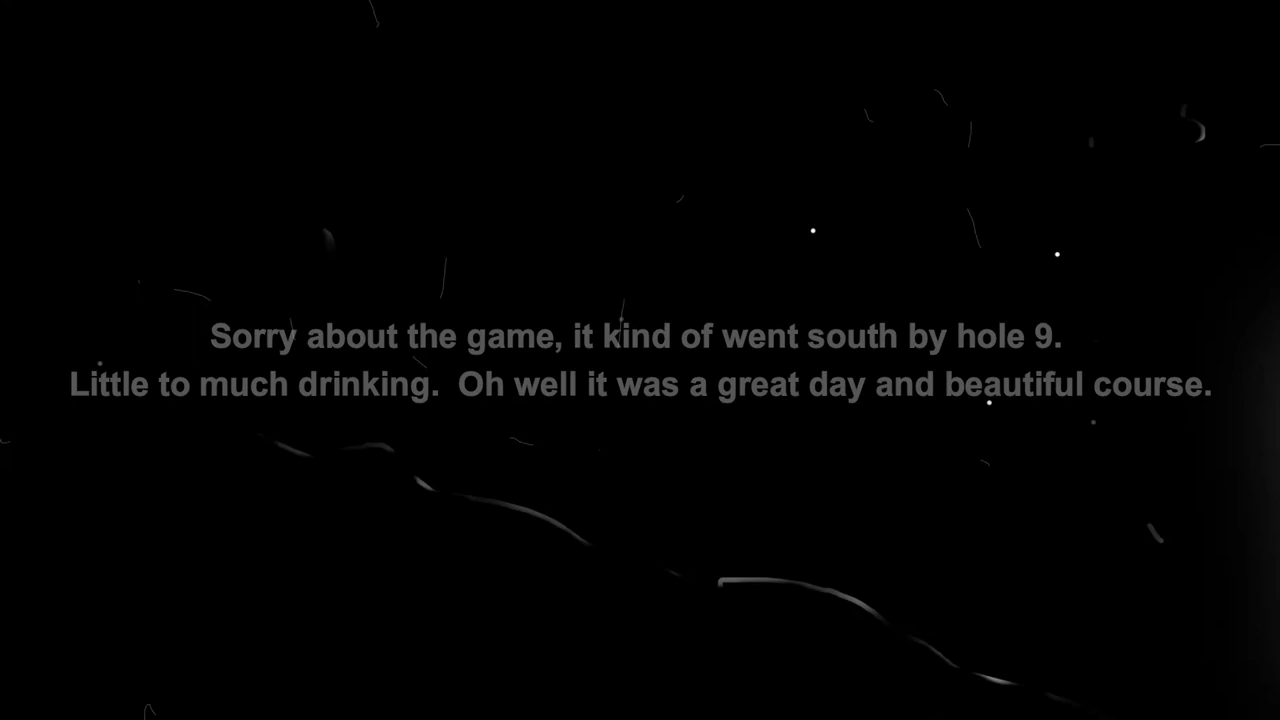 Sorry about the game, it kind of went south by hole 9.
Little to much drinking.  Oh well it was a great day and beautiful course.